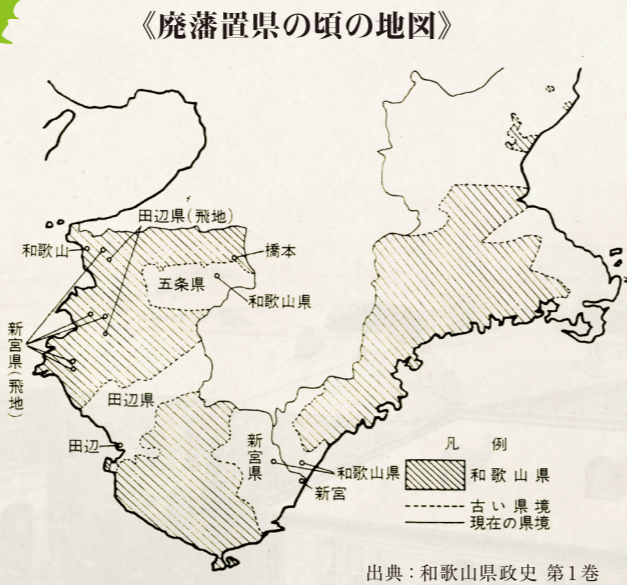 《廃藩置県の頃の地図》
田辺県(飛地)
和歌山
橋本
五条県
和歌山県
新宮県(飛地)
田辺県
田辺
新宮県
和歌山県
新宮
凡例
和歌山県
古い県境
現在の県境
出典:和歌山県政史 第1巻